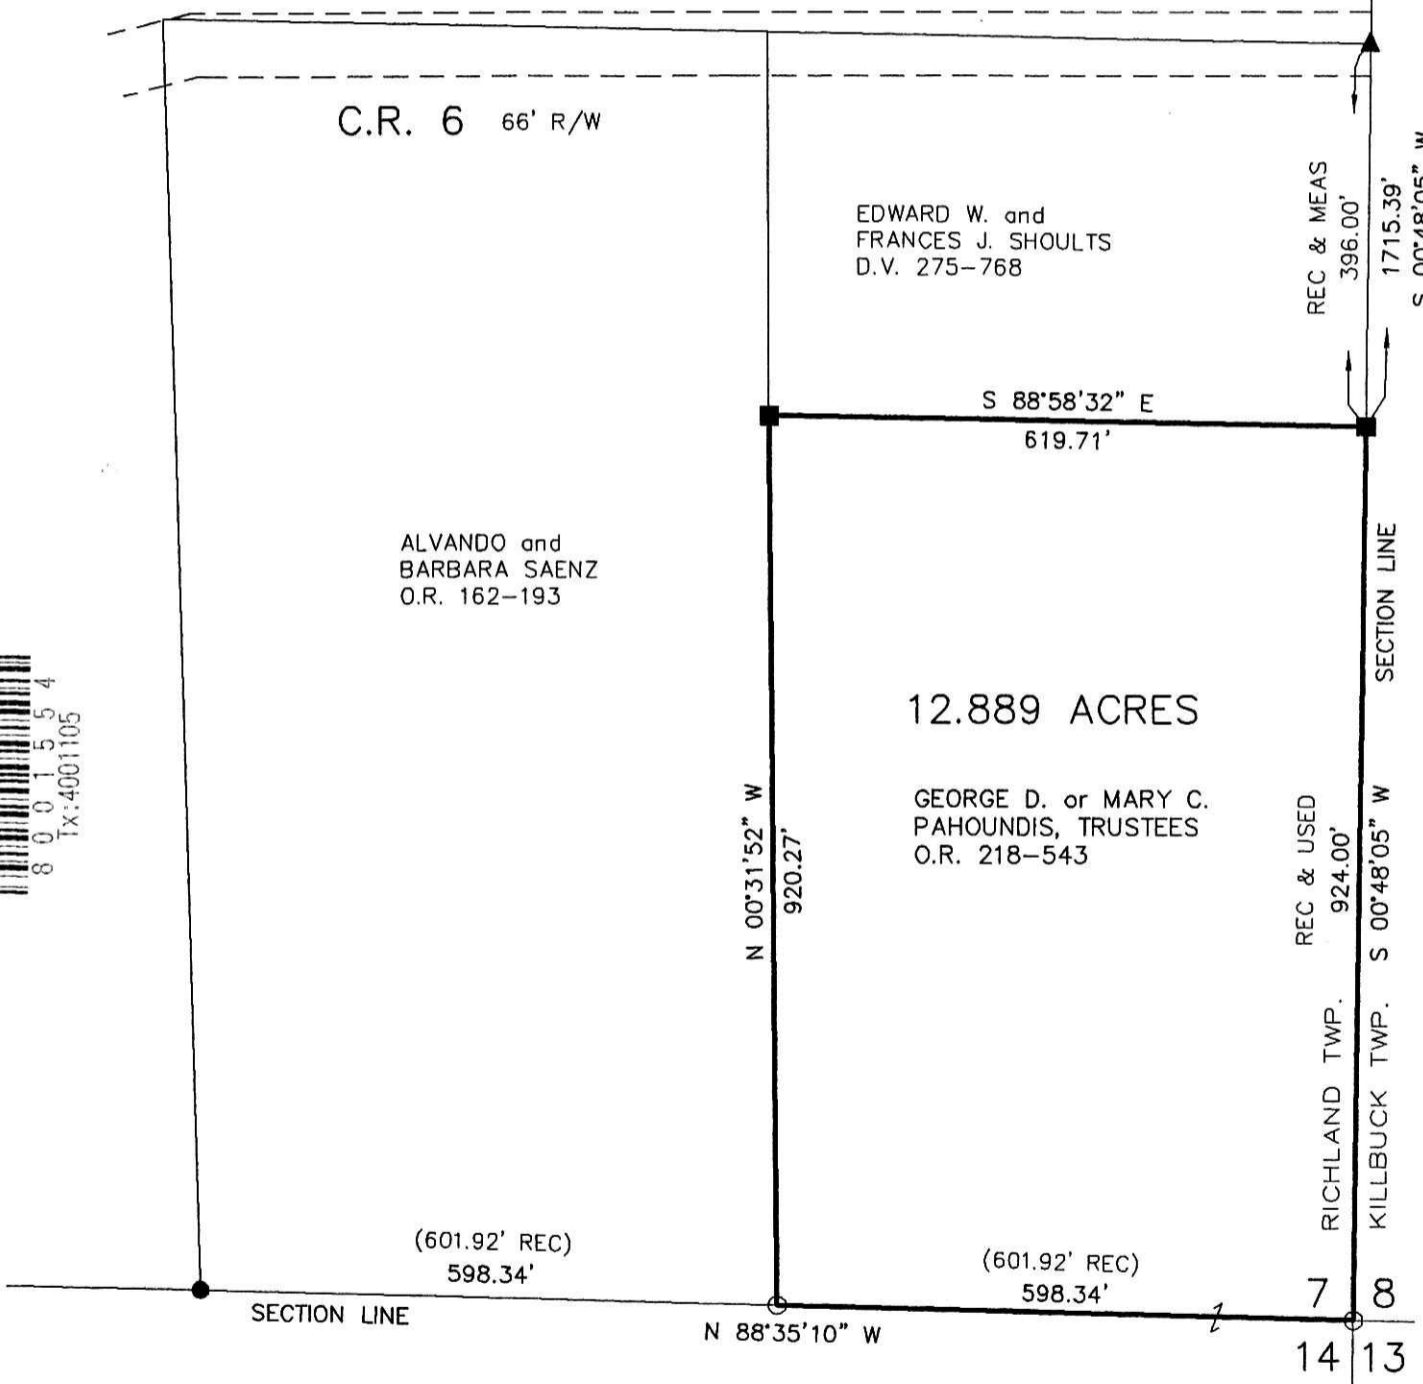 C.R. 6 66' R/W
EDWARD W. and
FRANCES J. SHOULTS
D.V. 275-768
REC & MEAS
396.00'
1715.39'
S 00°48'05" W
S 88°58'32" E
619.71'
ALVANDO and
BARBARA SAENZ
O.R. 162-193
SECTION LINE
12.889 ACRES
GEORGE D. or MARY C.
PAHOUNDIS, TRUSTEES
O.R. 218-543
8 0 0 1 5 5 4
Tx:4001105
N 00°31'52" W
920.27'
REC & USED
924.00'
S 00°48'05" W
RICHLAND TWP.
KILLBUCK TWP.
(601.92' REC)
598.34'
(601.92' REC)
598.34'
SECTION LINE
N 88°35'10" W
7 8
14 13